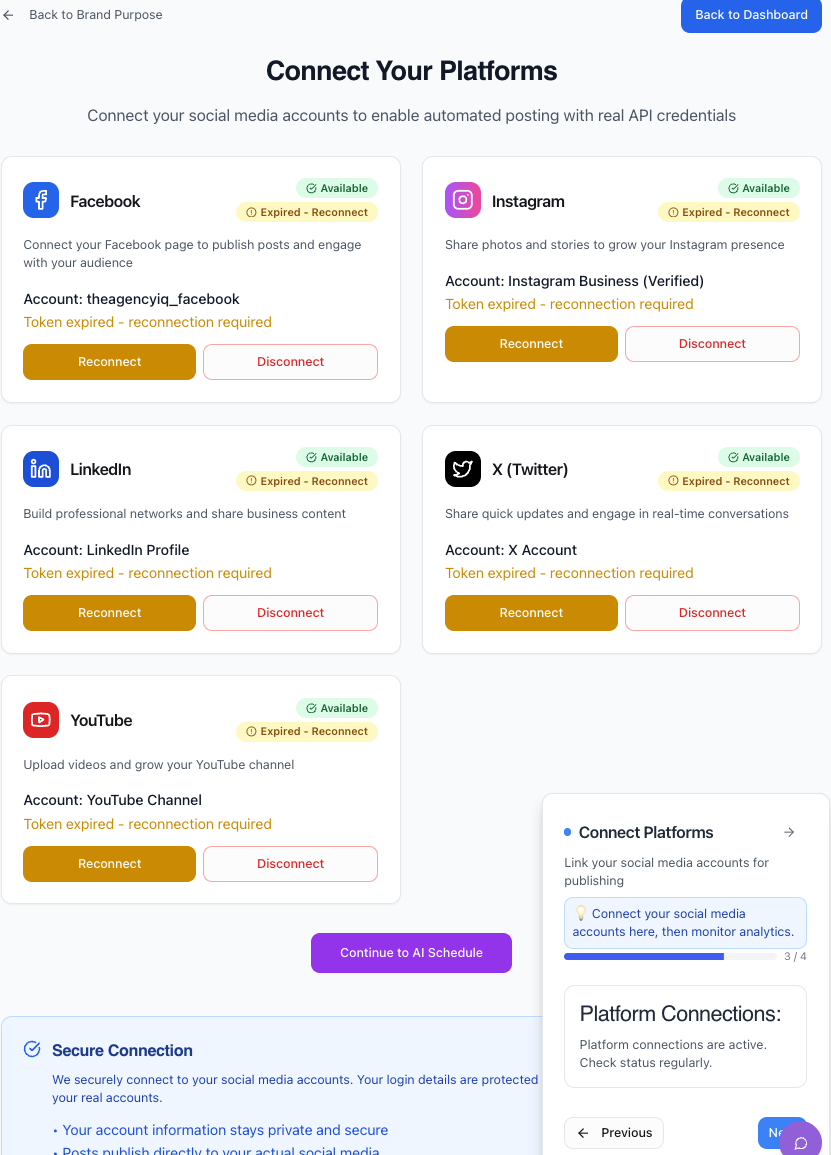 Back to Brand Purpose
Back to Dashboard
Connect Your Platforms
Connect your social media accounts to enable automated posting with real API credentials
Facebook
Available
Expired - Reconnect
Connect your Facebook page to publish posts and engage
with your audience
Account: theagencyiq_facebook
Token expired - reconnection required
Reconnect
Disconnect
Instagram
Available
Expired - Reconnect
Share photos and stories to grow your Instagram presence
Account: Instagram Business (Verified)
Token expired - reconnection required
Reconnect
Disconnect
LinkedIn
Available
Expired - Reconnect
Build professional networks and share business content
Account: LinkedIn Profile
Token expired - reconnection required
Reconnect
Disconnect
X (Twitter)
Available
Expired - Reconnect
Share quick updates and engage in real-time conversations
Account: X Account
Token expired - reconnection required
Reconnect
Disconnect
YouTube
Available
Expired - Reconnect
Upload videos and grow your YouTube channel
Account: YouTube Channel
Token expired - reconnection required
Reconnect
Disconnect
Continue to AI Schedule
Secure Connection
We securely connect to your social media accounts. Your login details are protected
your real accounts.
• Your account information stays private and secure
• Posts publish directly to your actual social media
Connect Platforms
Link your social media accounts for
publishing
💡 Connect your social media
accounts here, then monitor analytics.
3 / 4
Platform Connections:
Platform connections are active.
Check status regularly.
Previous